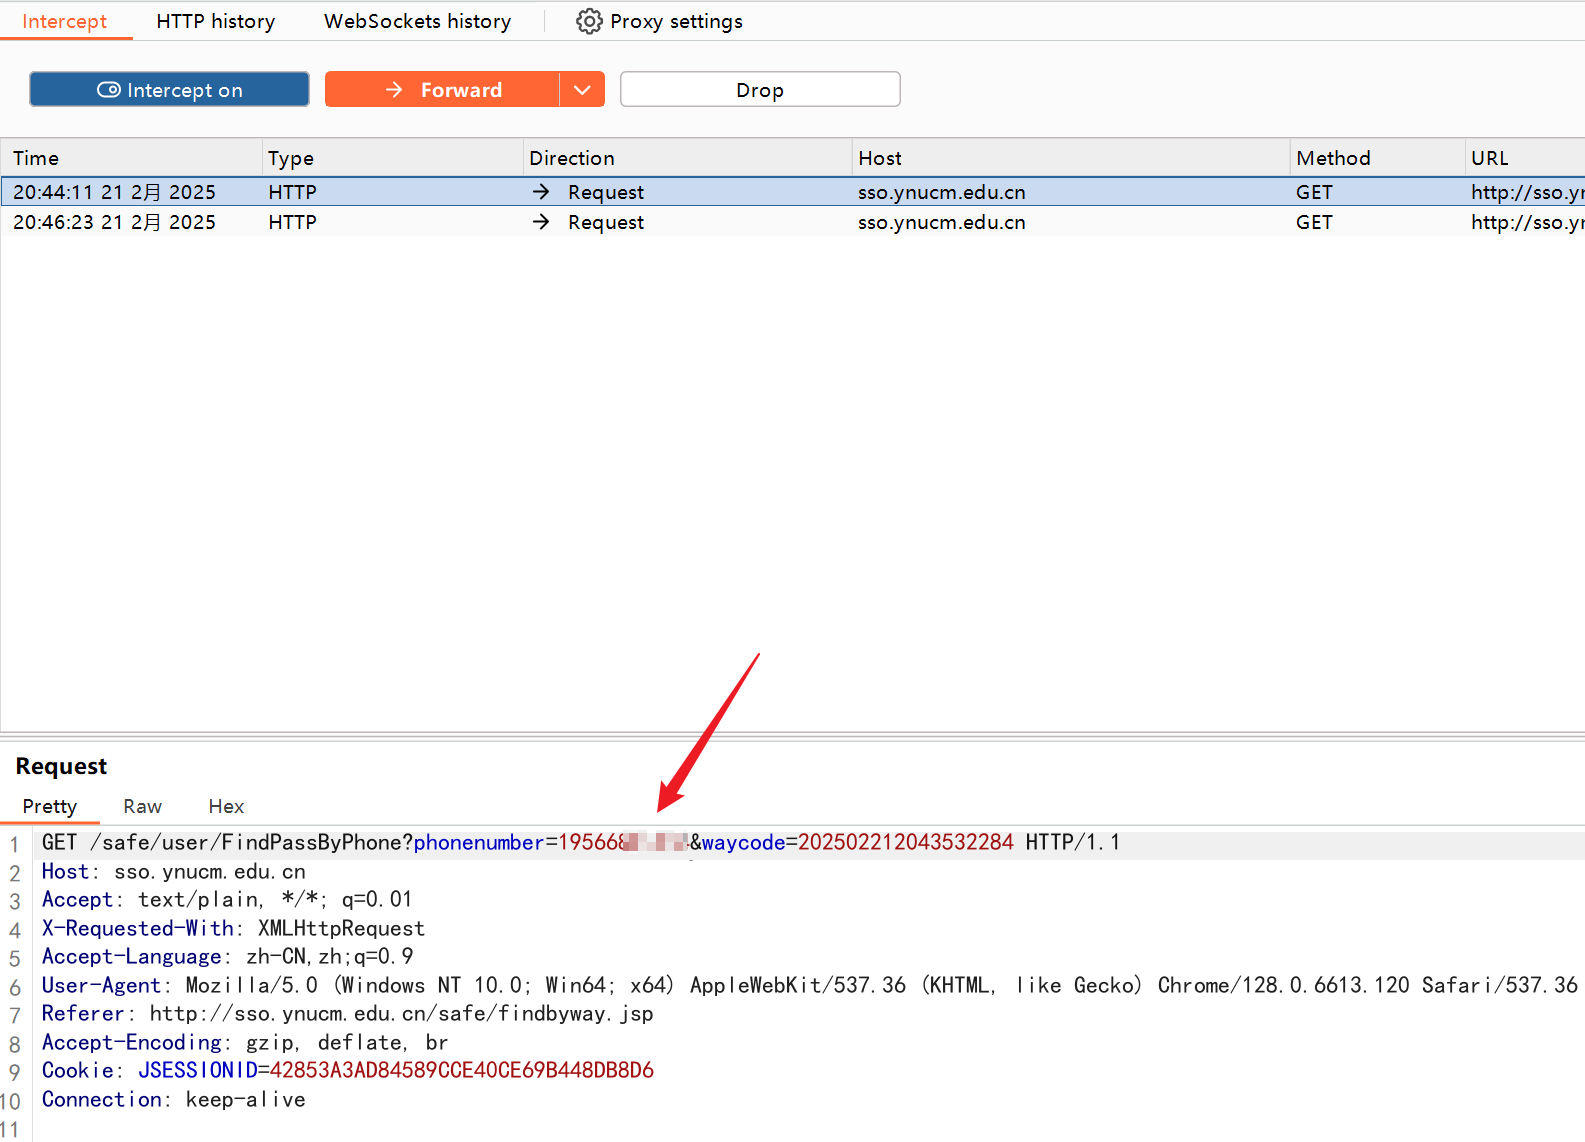 Intercept HTTP history WebSockets history Proxy settings
Intercept on Forward Drop
Time Type Direction Host Method URL
20:44:11 21 2月 2025 HTTP → Request sso.ynucm.edu.cn GET http://sso.yn
20:46:23 21 2月 2025 HTTP → Request sso.ynucm.edu.cn GET http://sso.yn
Request
Pretty Raw Hex
1 GET /safe/user/FindPassByPhone?phonenumber=195668 &waycode=202502212043532284 HTTP/1.1
2 Host: sso.ynucm.edu.cn
3 Accept: text/plain, */*; q=0.01
4 X-Requested-With: XMLHttpRequest
5 Accept-Language: zh-CN,zh;q=0.9
6 User-Agent: Mozilla/5.0 (Windows NT 10.0; Win64; x64) AppleWebKit/537.36 (KHTML, like Gecko) Chrome/128.0.6613.120 Safari/537.36
7 Referer: http://sso.ynucm.edu.cn/safe/findbyway.jsp
8 Accept-Encoding: gzip, deflate, br
9 Cookie: JSESSIONID=42853A3AD84589CCE40CE69B448DB8D6
10 Connection: keep-alive
11